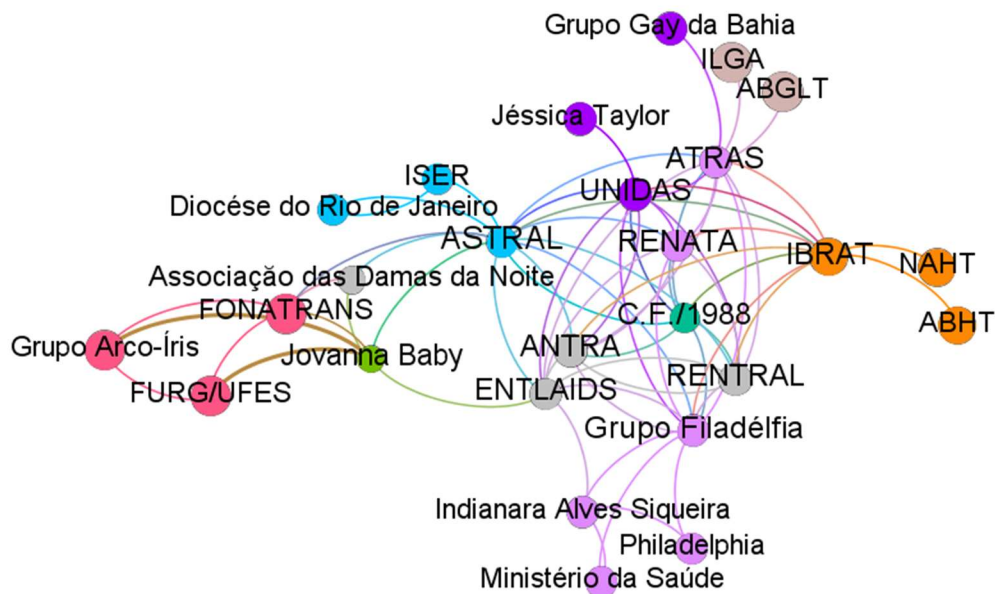 Grupo Gay da Bahia
ILGA
ABGLT
Jéssica Taylor
ATRAS
ISER
UNIDAS
Diocése do Rio de Janeiro
ASTRAL
RENATA
IBRAT
NAHT
Associação das Damas da Noite
FONATRANS
C.F./1988
ABHT
Grupo Arco-Íris
Jovanna Baby
ANTRA
FURG/UFES
ENTLAIDS
RENTRAL
Grupo Filadélfia
Indianara Alves Siqueira
Philadelphia
Ministério da Saúde